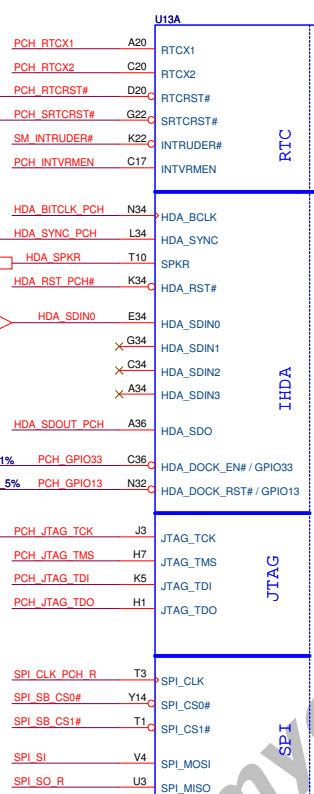 U13A
PCH_RTCX1 A20 RTCX1
PCH_RTCX2 C20 RTCX2
PCH_RTCRST# D20 RTCRST#
PCH_SRTCRST# G22 SRTCRST#
SM_INTRUDER# K22 INTRUDER#
PCH_INTVRMEN C17 INTVRMEN
RTC
HDA_BITCLK_PCH N34 HDA_BCLK
HDA_SYNC_PCH L34 HDA_SYNC
HDA_SPKR T10 SPKR
HDA_RST_PCH# K34 HDA_RST#
HDA_SDIN0 E34 HDA_SDIN0
G34 HDA_SDIN1
C34 HDA_SDIN2
A34 HDA_SDIN3
IHDA
HDA_SDOUT_PCH A36 HDA_SDO
1% PCH_GPIO33 C36 HDA_DOCK_EN# / GPIO33
5% PCH_GPIO13 N32 HDA_DOCK_RST# / GPIO13
PCH_JTAG_TCK J3 JTAG_TCK
PCH_JTAG_TMS H7 JTAG_TMS
PCH_JTAG_TDI K5 JTAG_TDI
PCH_JTAG_TDO H1 JTAG_TDO
JTAG
SPI_CLK_PCH_R T3 SPI_CLK
SPI_SB_CS0# Y14 SPI_CS0#
SPI_SB_CS1# T1 SPI_CS1#
SPI
SPI_SI V4 SPI_MOSI
SPI_SO_R U3 SPI_MISO